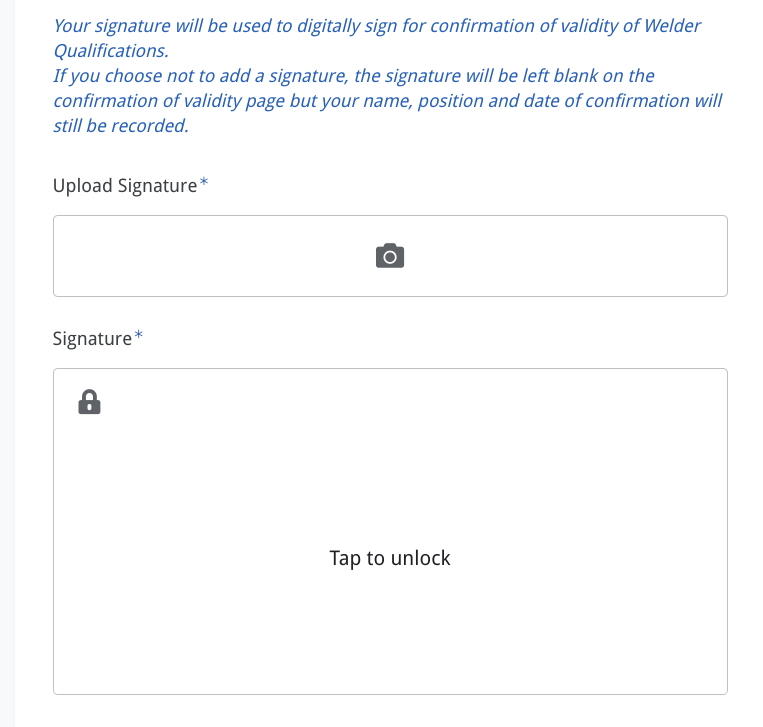 Your signature will be used to digitally sign for confirmation of validity of Welder
Qualifications.
If you choose not to add a signature, the signature will be left blank on the
confirmation of validity page but your name, position and date of confirmation will
still be recorded.
Upload Signature*
Signature*
Tap to unlock